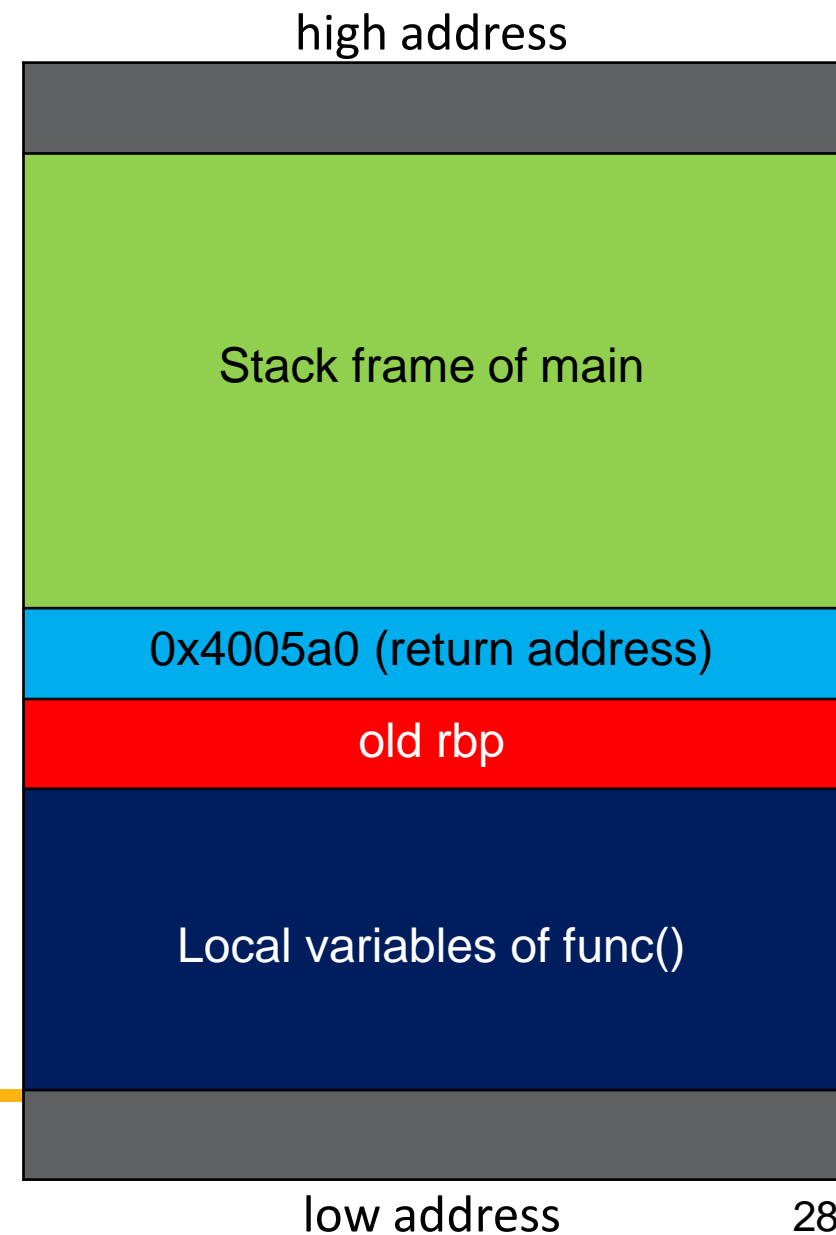 high address
Stack frame of main
0x4005a0 (return address)
old rbp
Local variables of func()
low address
28